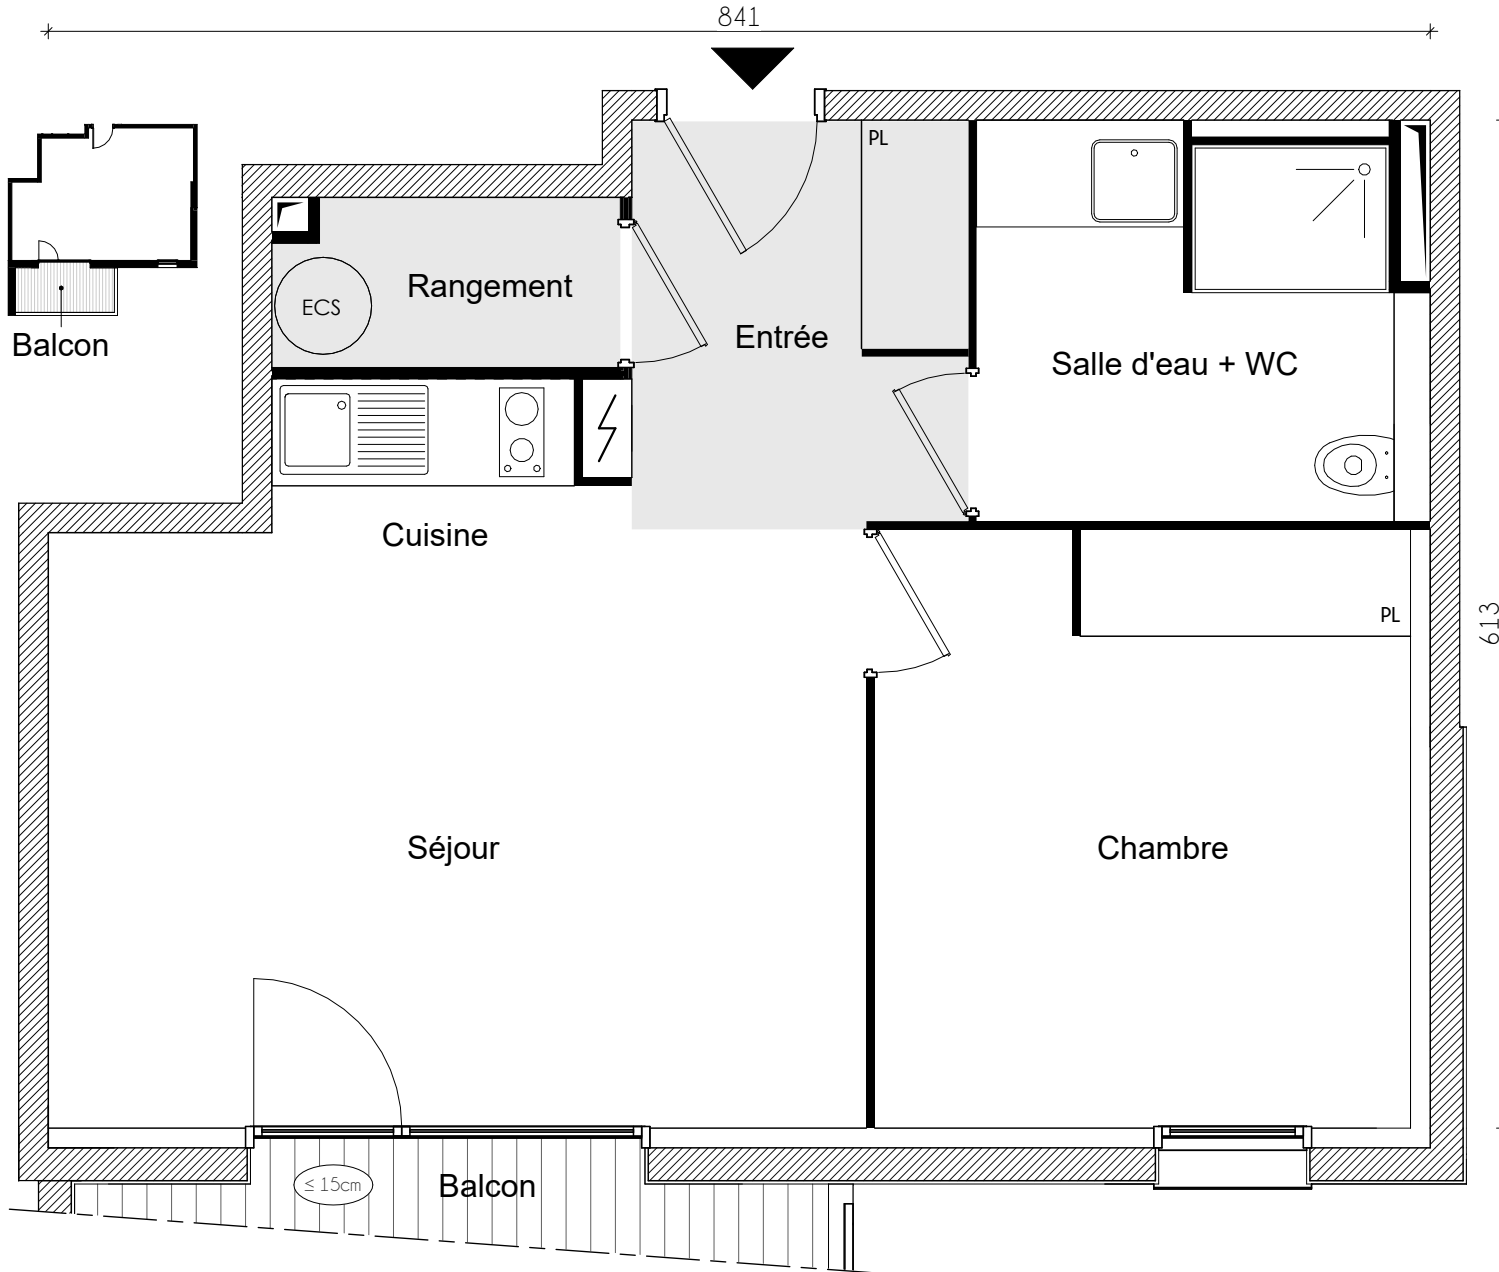 841
PL
Rangement
ECS
Entrée
Balcon
Salle d'eau + WC
Cuisine
PL
613
Séjour
Chambre
≤ 15cm
Balcon